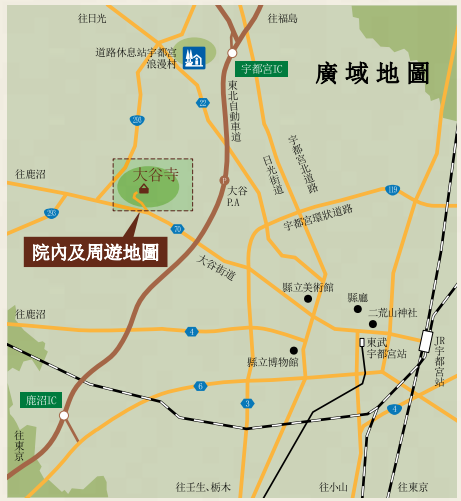 往日光
往福島
道路休息站宇都宮
浪漫村
宇都宮IC
廣域地圖
東北自動車道
22
293
宇都宮北道路
日光街道
大谷寺
往鹿沼
大谷
P.A
119
293
宇都宮環狀道路
70
院內及周遊地圖
大谷街道
縣立美術館
縣廳
二荒山神社
往鹿沼
4
東武
宇都宮站
JR宇都宮站
縣立博物館
6
鹿沼IC
3
4
往東京
往壬生、栃木
往小山
往東京